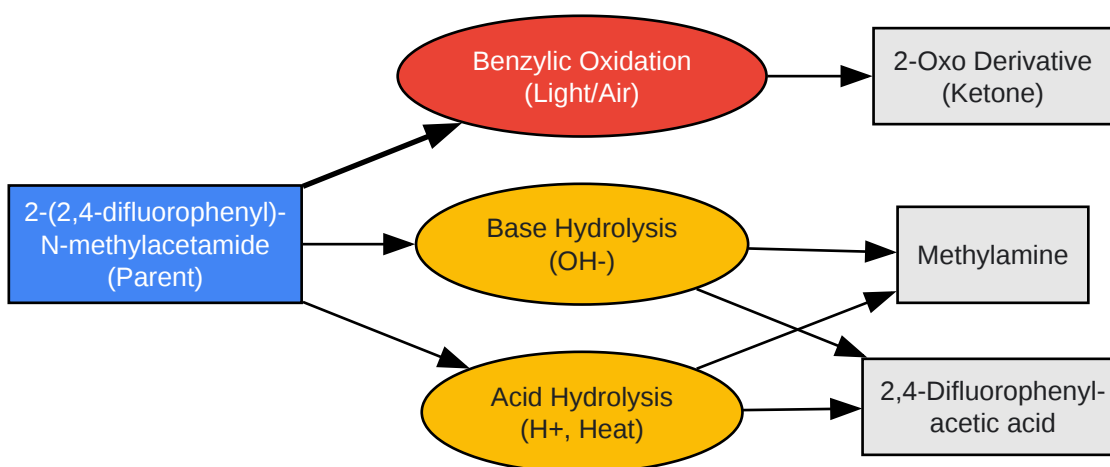 Benzylic Oxidation
(Light/Air)
2-Oxo Derivative
(Ketone)
2-(2,4-difluorophenyl)-
N-methylacetamide
(Parent)
Base Hydrolysis
(OH-)
Methylamine
Acid Hydrolysis
(H+, Heat)
2,4-Difluorophenyl-
acetic acid